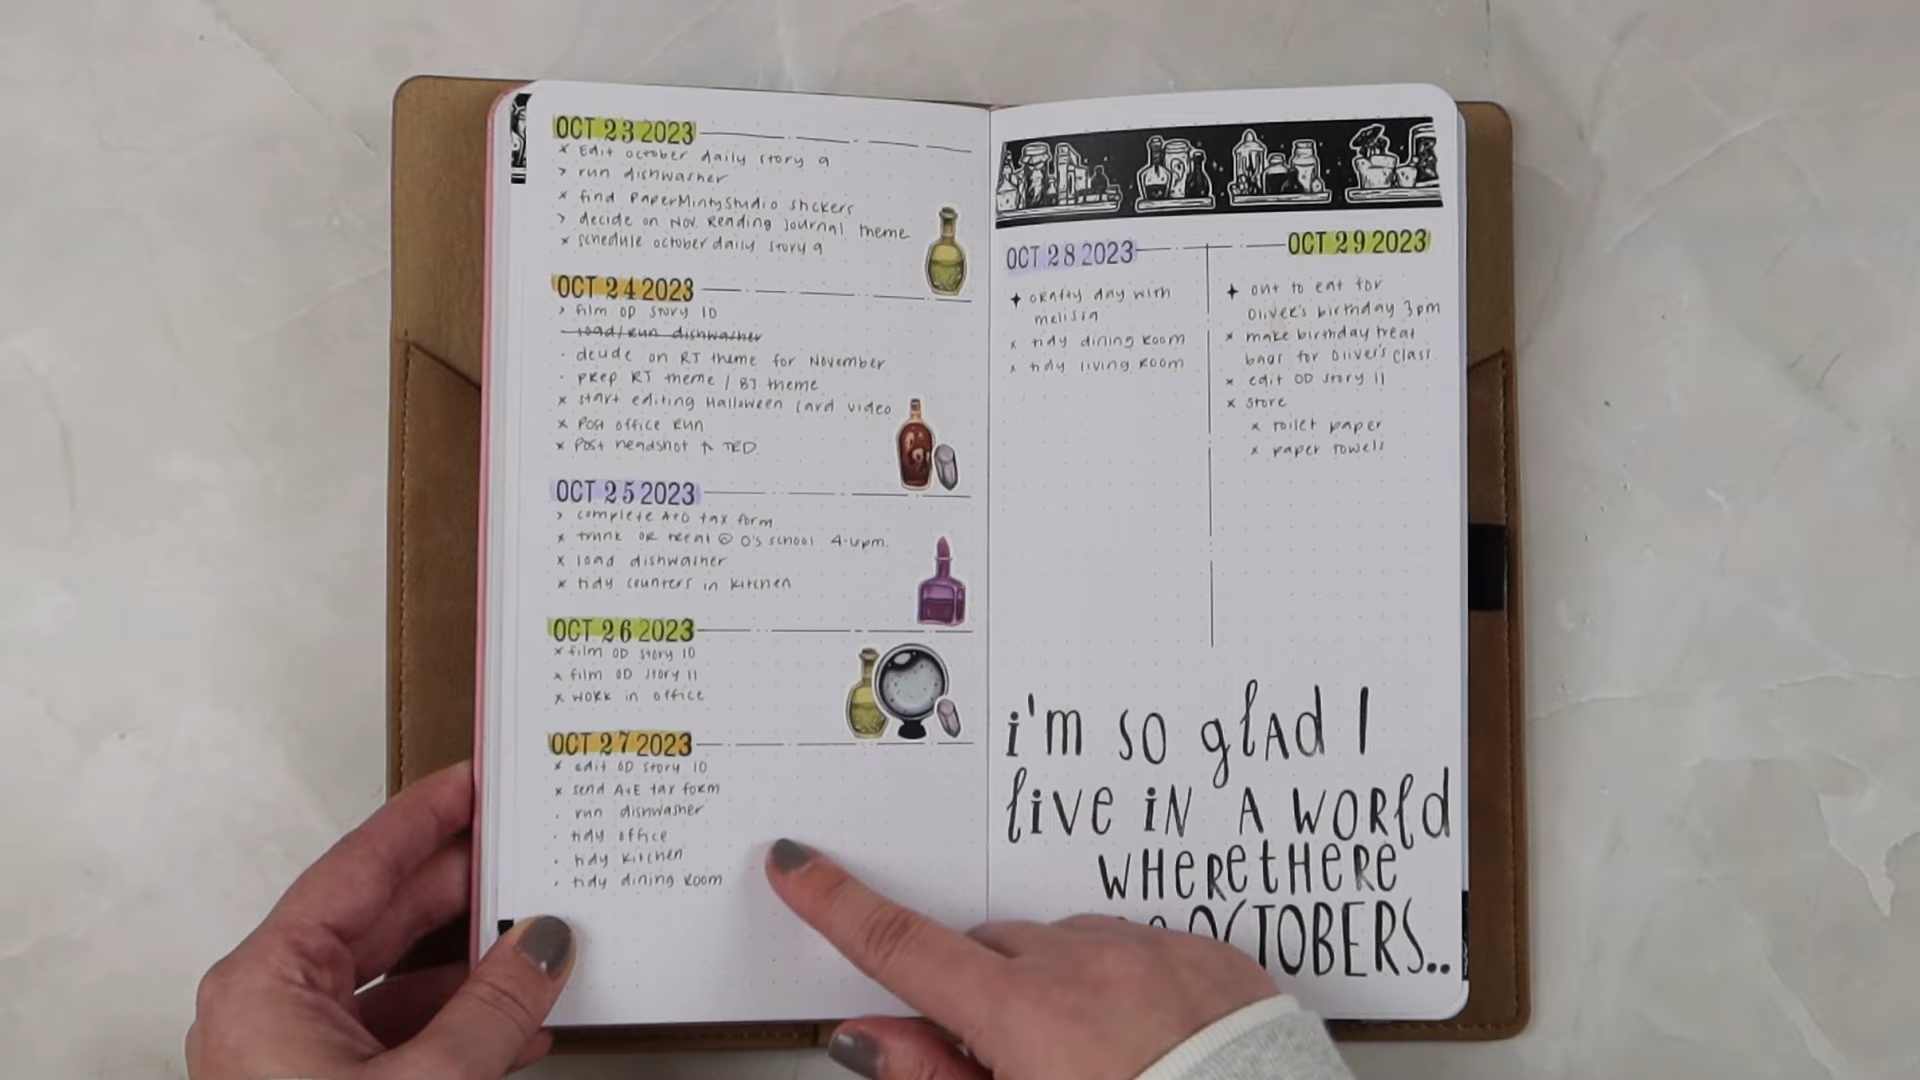 OCT 23 2023
× Edit october daily story 9
> run dishwasher
× find PaperMintyStudio stickers
> decide on Nov. Reading Journal theme
× schedule october daily story 9
OCT 24 2023
> film OD story 10
- load/run dishwasher
· decide on RJ theme for November
· prep RJ theme / BJ theme
× start editing Halloween card video
× Post office run
× Post headshot
OCT 25 2023
> complete A+O tax form
× trunk or treat @ O's school 4-6pm.
× load dishwasher
× tidy counters in kitchen
OCT 26 2023
× film OD story 10
× film OD story 11
× work in office
OCT 27 2023
× edit OD story 10
× send A+E tax form
· run dishwasher
· tidy office
· tidy kitchen
· tidy dining room
OCT 28 2023
✦ crafty day with
melissa
× tidy dining room
× tidy living room
OCT 29 2023
✦ out to eat for
Oliver's birthday 3pm
× make birthday treat
bags for Oliver's class
× edit OD story 11
× store
× toilet paper
× paper towels
i'm so glad I
live in a world
where there
OCTOBERS..